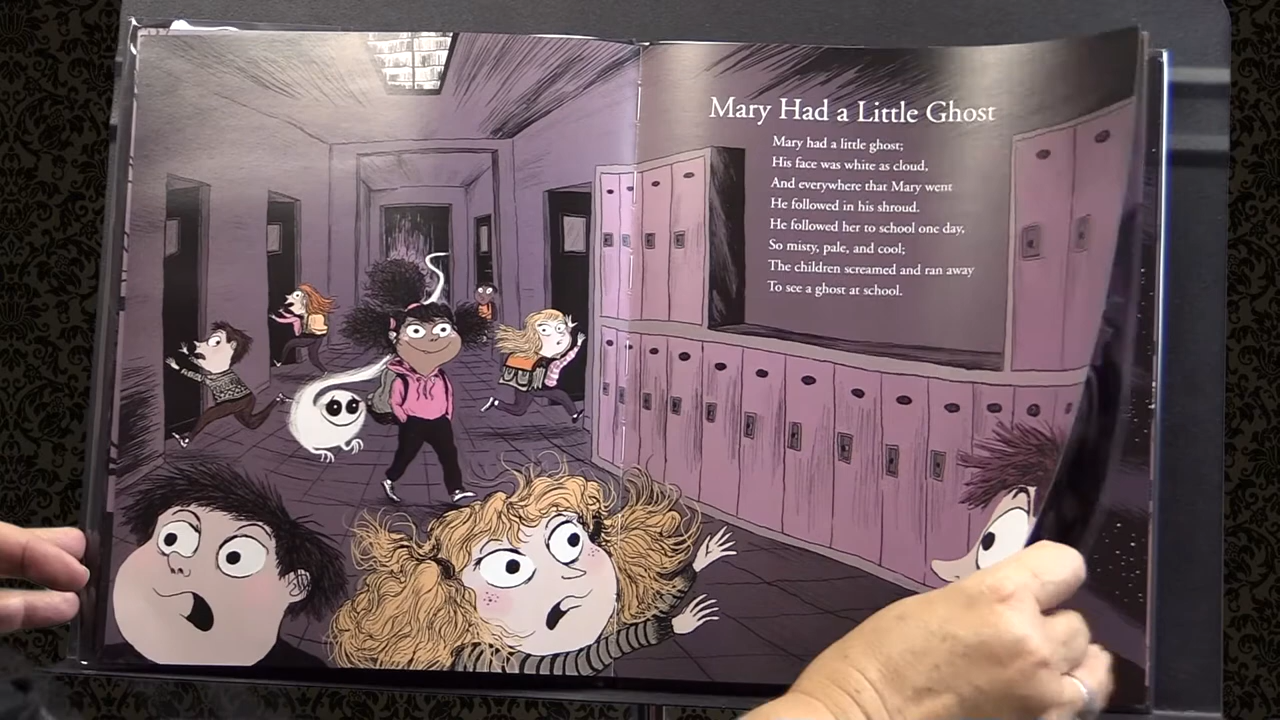 Mary Had a Little Ghost
Mary had a little ghost;
His face was white as cloud,
And everywhere that Mary went
He followed in his shroud.
He followed her to school one day,
So misty, pale, and cool;
The children screamed and ran away
To see a ghost at school.